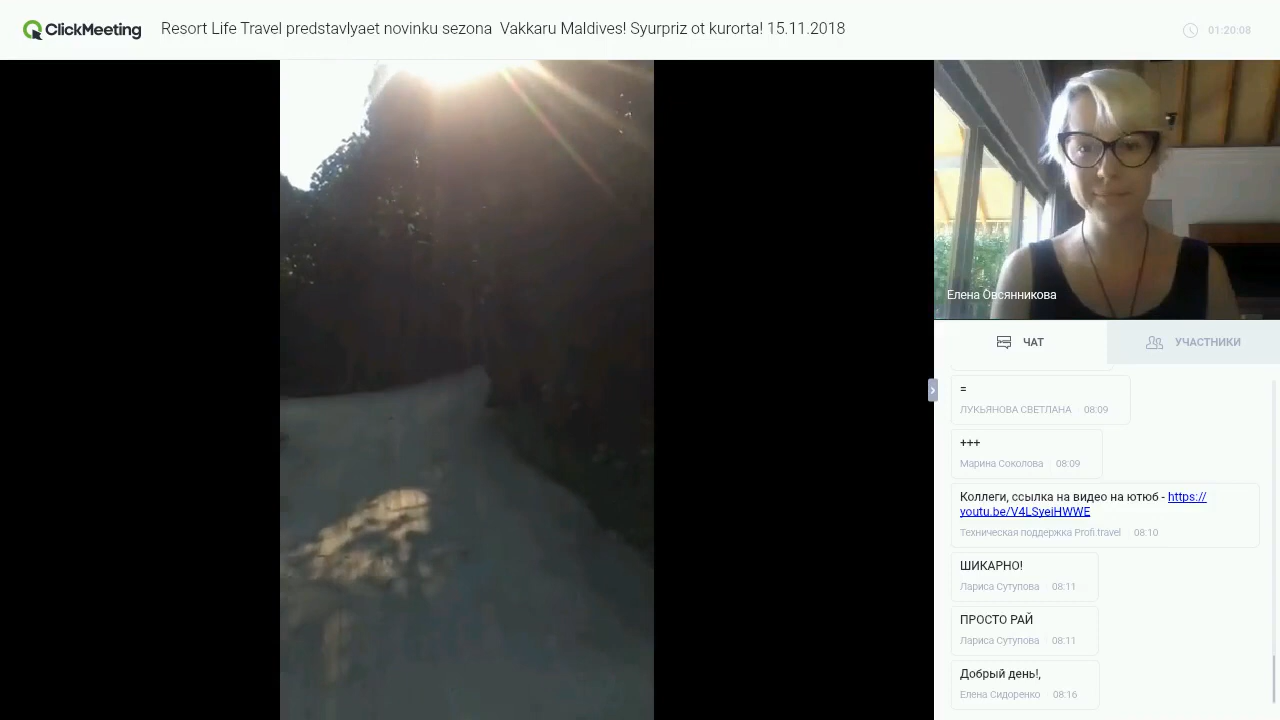 ClickMeeting
Resort Life Travel predstavlyaet novinku sezona Vakkaru Maldives! Syurpriz ot kurorta! 15.11.2018
01:20:08
Елена Овсянникова
ЧАТ
УЧАСТНИКИ
=
ЛУКЬЯНОВА СВЕТЛАНА 08:09
+++
Марина Соколова 08:09
Коллеги, ссылка на видео на ютюб - https://
youtu.be/V4LSyejHWWE
Техническая поддержка Profi.travel 08:10
ШИКАРНО!
Лариса Сутупова 08:11
ПРОСТО РАЙ
Лариса Сутупова 08:11
Добрый день!,
Елена Сидоренко 08:16